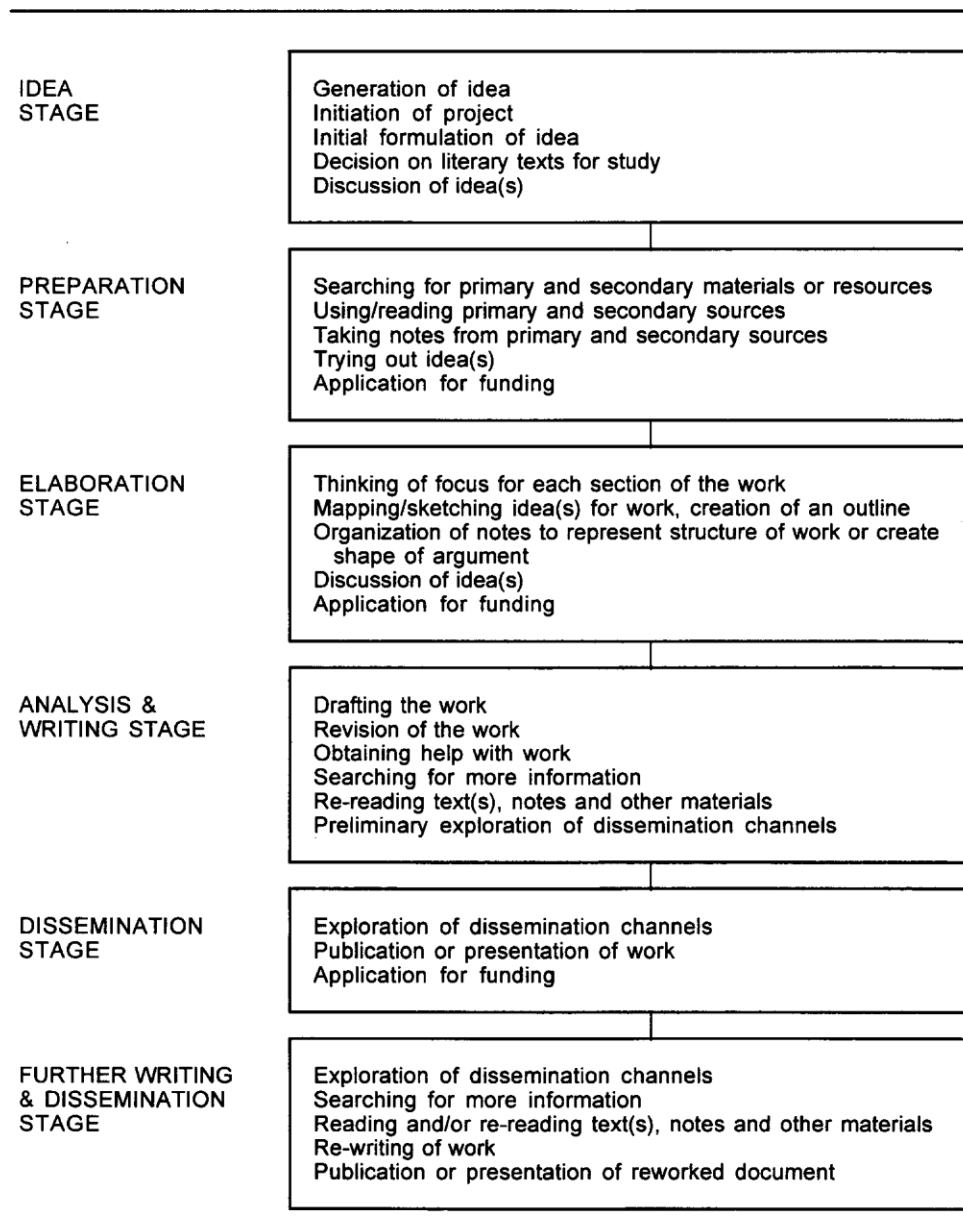 IDEA
STAGE
Generation of idea
Initiation of project
Initial formulation of idea
Decision on literary texts for study
Discussion of idea(s)
PREPARATION
STAGE
Searching for primary and secondary materials or resources
Using/reading primary and secondary sources
Taking notes from primary and secondary sources
Trying out idea(s)
Application for funding
ELABORATION
STAGE
Thinking of focus for each section of the work
Mapping/sketching idea(s) for work, creation of an outline
Organization of notes to represent structure of work or create
shape of argument
Discussion of idea(s)
Application for funding
ANALYSIS &
WRITING STAGE
Drafting the work
Revision of the work
Obtaining help with work
Searching for more information
Re-reading text(s), notes and other materials
Preliminary exploration of dissemination channels
DISSEMINATION
STAGE
Exploration of dissemination channels
Publication or presentation of work
Application for funding
FURTHER WRITING
& DISSEMINATION
STAGE
Exploration of dissemination channels
Searching for more information
Reading and/or re-reading text(s), notes and other materials
Re-writing of work
Publication or presentation of reworked document